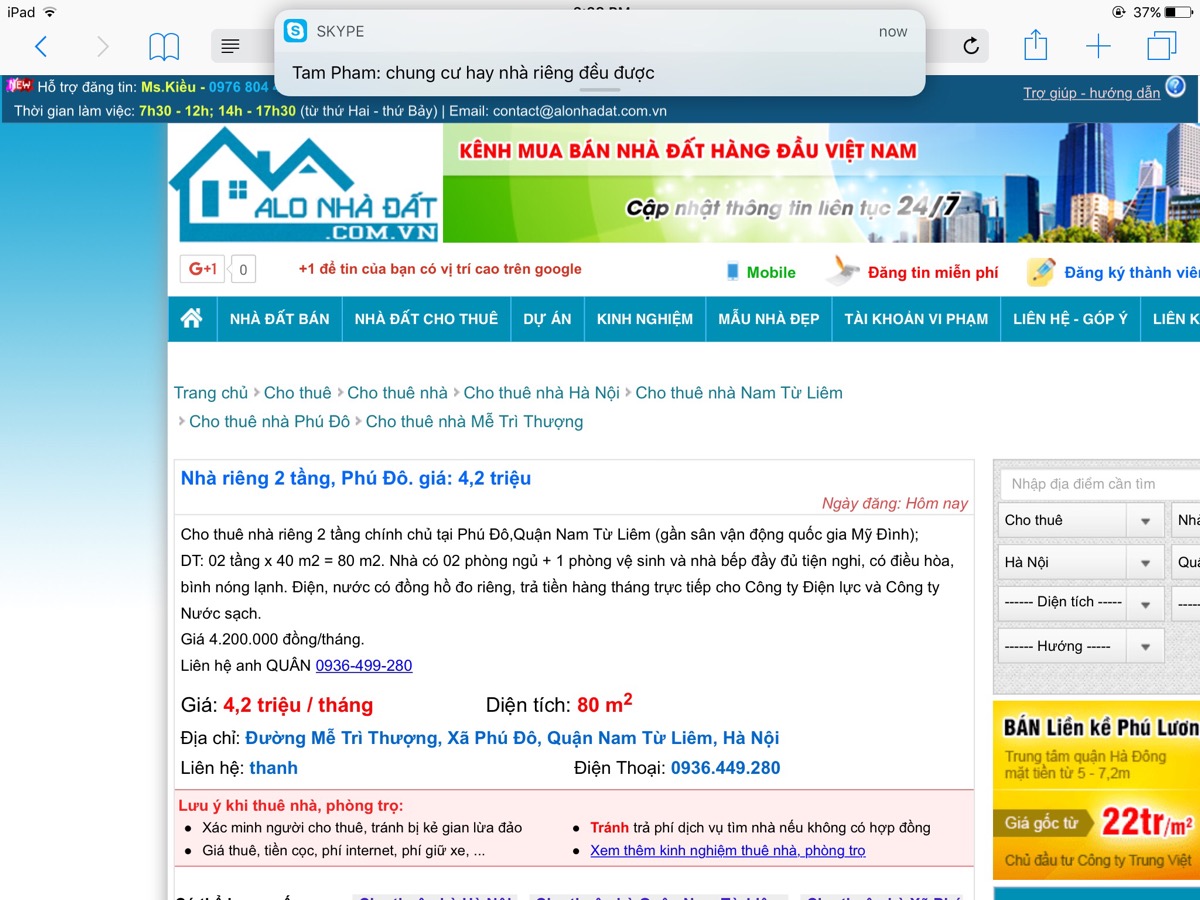 iPad
37%
SKYPE
now
Tam Pham: chung cư hay nhà riêng đều được
NEW Hỗ trợ đăng tin: Ms.Kiều - 0976 804
Trợ giúp - hướng dẫn
Thời gian làm việc: 7h30 - 12h; 14h - 17h30 (từ thứ Hai - thứ Bảy) | Email: contact@alonhadat.com.vn
KÊNH MUA BÁN NHÀ ĐẤT HÀNG ĐẦU VIỆT NAM
ALO NHÀ ĐẤT
.COM.VN
Cập nhật thông tin liên tục 24/7
G+1 0
+1 để tin của bạn có vị trí cao trên google
Mobile
Đăng tin miễn phí
Đăng ký thành viên
NHÀ ĐẤT BÁN NHÀ ĐẤT CHO THUÊ DỰ ÁN KINH NGHIỆM MẪU NHÀ ĐẸP TÀI KHOẢN VI PHẠM LIÊN HỆ - GÓP Ý LIÊN K
Trang chủ Cho thuê Cho thuê nhà Cho thuê nhà Hà Nội Cho thuê nhà Nam Từ Liêm
Cho thuê nhà Phú Đô Cho thuê nhà Mễ Trì Thượng
Nhà riêng 2 tầng, Phú Đô. giá: 4,2 triệu
Ngày đăng: Hôm nay
Cho thuê nhà riêng 2 tầng chính chủ tại Phú Đô,Quận Nam Từ Liêm (gần sân vận động quốc gia Mỹ Đình);
DT: 02 tầng x 40 m2 = 80 m2. Nhà có 02 phòng ngủ + 1 phòng vệ sinh và nhà bếp đầy đủ tiện nghi, có điều hòa,
bình nóng lạnh. Điện, nước có đồng hồ đo riêng, trả tiền hàng tháng trực tiếp cho Công ty Điện lực và Công ty
Nước sạch.
Giá 4.200.000 đồng/tháng.
Liên hệ anh QUÂN 0936-499-280
Giá: 4,2 triệu / tháng Diện tích: 80 m2
Địa chỉ: Đường Mễ Trì Thượng, Xã Phú Đô, Quận Nam Từ Liêm, Hà Nội
Liên hệ: thanh Điện Thoại: 0936.449.280
Lưu ý khi thuê nhà, phòng trọ:
Xác minh người cho thuê, tránh bị kẻ gian lừa đảo
Tránh trả phí dịch vụ tìm nhà nếu không có hợp đồng
Giá thuê, tiền cọc, phí internet, phí giữ xe, ...
Xem thêm kinh nghiệm thuê nhà, phòng trọ
Nhập địa điểm cần tìm
Cho thuê Nhà
Hà Nội Quậ
------ Diện tích ----- ----
------ Hướng -----
BÁN Liền kề Phú Lươn
Trung tâm quận Hà Đông
mặt tiền từ 5 - 7,2m
Giá gốc từ 22tr/m2
Chủ đầu tư Công ty Trung Việt